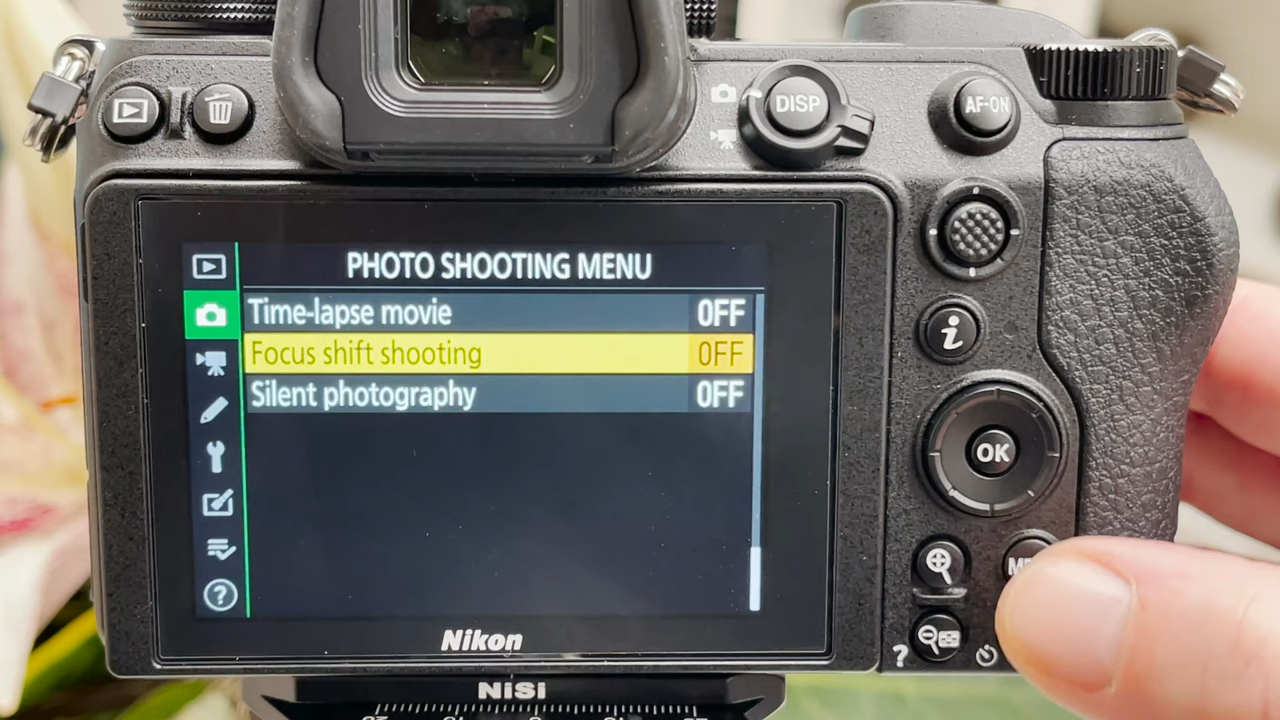 DISP
AF-ON
PHOTO SHOOTING MENU
Time-lapse movie OFF
Focus shift shooting OFF
Silent photography OFF
i
OK
?
Nikon
?
NiSi